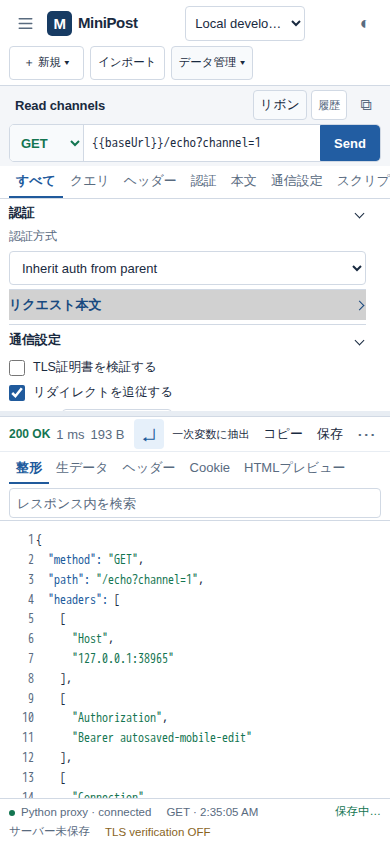 M MiniPost Local develo…
＋ 新規 ▾ インポート データ管理 ▾
Read channels リボン 履歴
GET {{baseUrl}}/echo?channel=1 Send
すべて クエリ ヘッダー 認証 本文 通信設定 スクリプ
認証
認証方式
Inherit auth from parent
リクエスト本文
通信設定
TLS証明書を検証する
リダイレクトを追従する
200 OK 1 ms 193 B 一次変数に抽出 コピー 保存 ···
整形 生データ ヘッダー Cookie HTMLプレビュー
レスポンス内を検索
1 {
2 "method": "GET",
3 "path": "/echo?channel=1",
4 "headers": [
5 [
6 "Host",
7 "127.0.0.1:38965"
8 ],
9 [
10 "Authorization",
11 "Bearer autosaved-mobile-edit"
12 ],
13 [
14 "Connection"
Python proxy · connected GET · 2:35:05 AM 保存中…
サーバー未保存 TLS verification OFF